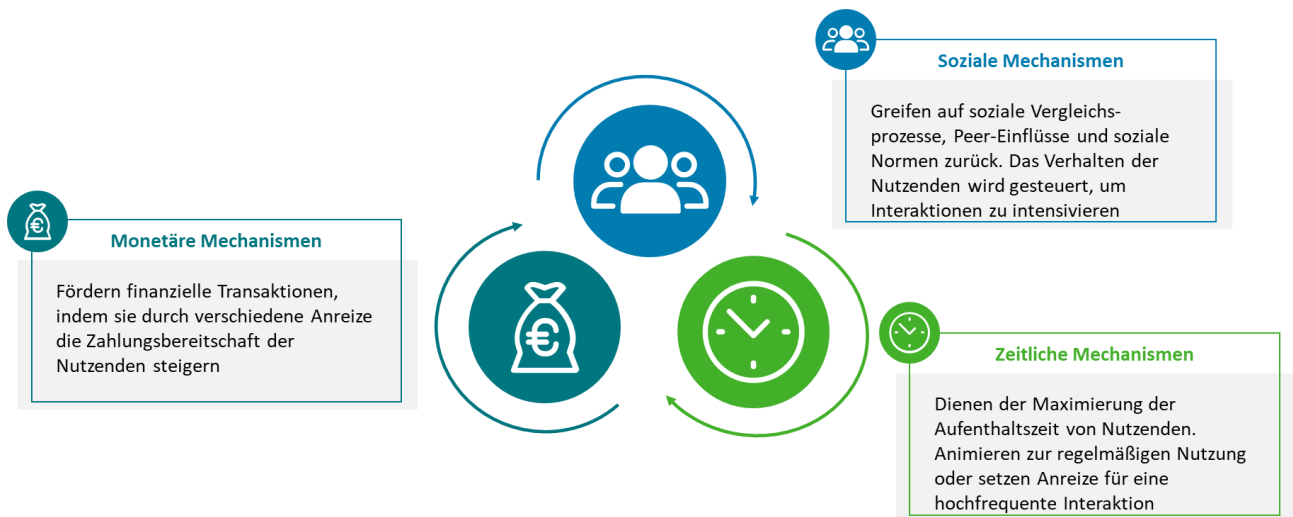 Soziale Mechanismen
Greifen auf soziale Vergleichs-
prozesse, Peer-Einflüsse und soziale
Normen zurück. Das Verhalten der
Nutzenden wird gesteuert, um
Interaktionen zu intensivieren
Monetäre Mechanismen
Fördern finanzielle Transaktionen,
indem sie durch verschiedene Anreize
die Zahlungsbereitschaft der
Nutzenden steigern
€
€
Zeitliche Mechanismen
Dienen der Maximierung der
Aufenthaltszeit von Nutzenden.
Animieren zur regelmäßigen Nutzung
oder setzen Anreize für eine
hochfrequente Interaktion